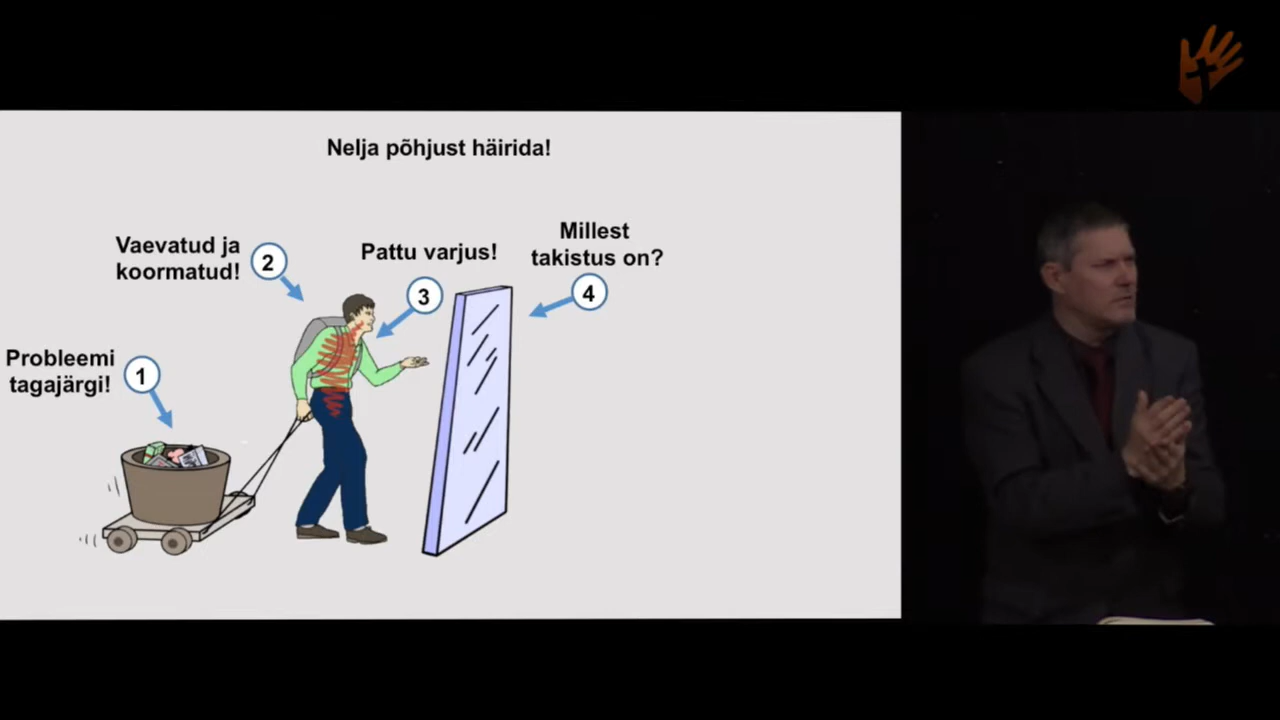 Nelja põhjust häirida!
Vaevatud ja
koormatud!
2
Pattu varjus!
3
Millest
takistus on?
4
Probleemi
tagajärgi!
1